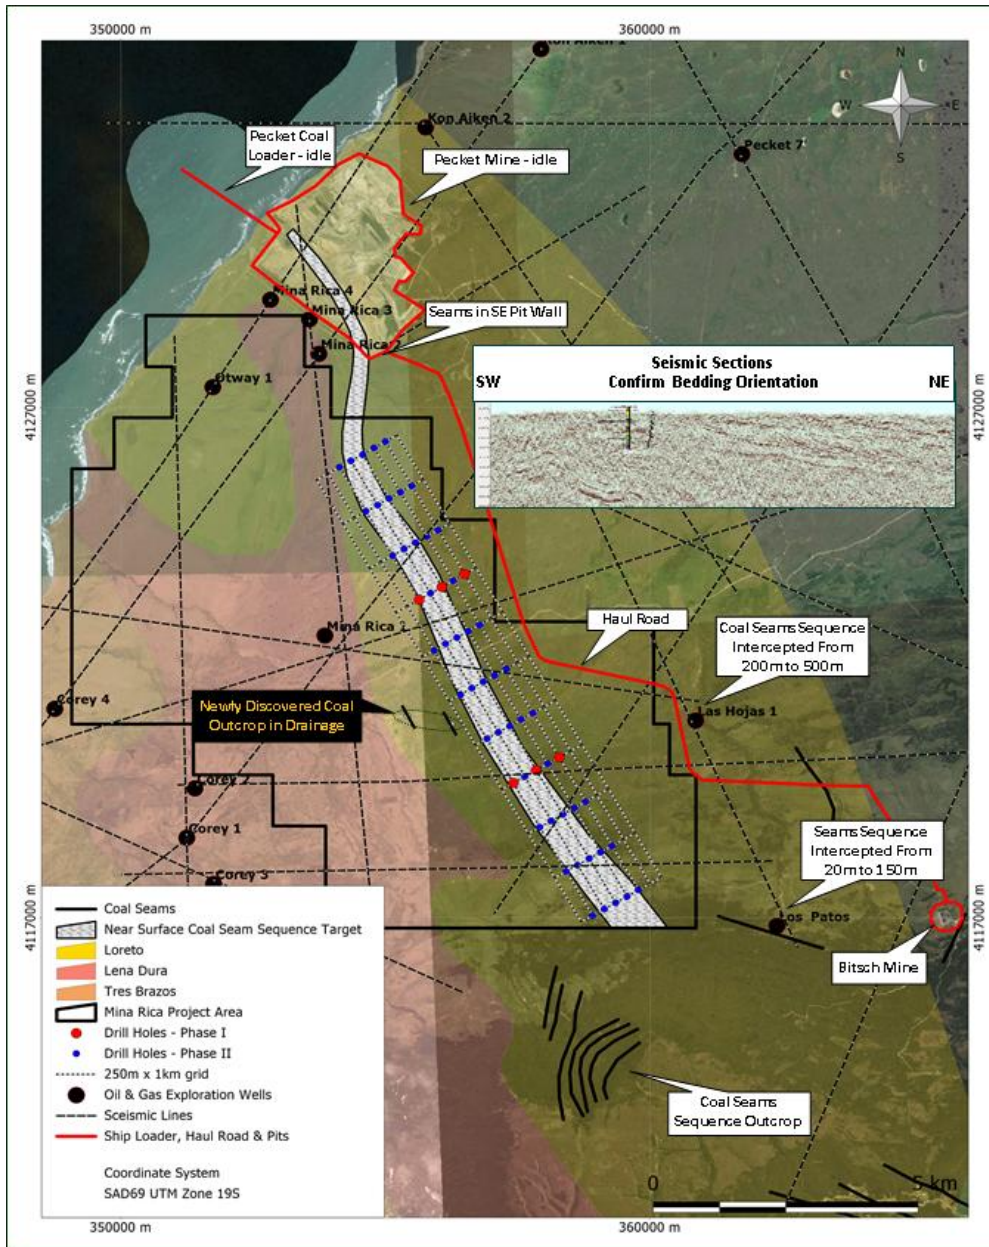 350000 m
360000 m
Kon Aiken 1
N
W
E
S
Kon Aiken 2
Pecket Coal
Loader - idle
Pecket Mine - idle
Pecket 7
Mina Rica 4
Mina Rica 3
Seams in SE Pit Wall
Mina Rica 2
Otway 1
4127000 m
4127000 m
Seismic Sections
SW
Confirm Bedding Orientation
NE
Haul Road
Coal Seams Sequence
Intercepted From
200m to 500m
Mina Rica
Corey 4
Newly Discovered Coal
Outcrop in Drainage
Las Hojas 1
Corey 2
Corey 1
Corey 3
Seams Sequence
Intercepted From
20m to 150m
4117000 m
4117000 m
Los Patos
Bitsch Mine
Coal Seams
Near Surface Coal Seam Sequence Target
Loreto
Lena Dura
Tres Brazos
Mina Rica Project Area
Drill Holes - Phase I
Drill Holes - Phase II
250m x 1km grid
Oil & Gas Exploration Wells
Sceismic Lines
Ship Loader, Haul Road & Pits
Coordinate System
SAD69 UTM Zone 19S
Coal Seams
Sequence Outcrop
0
5 km
350000 m
360000 m